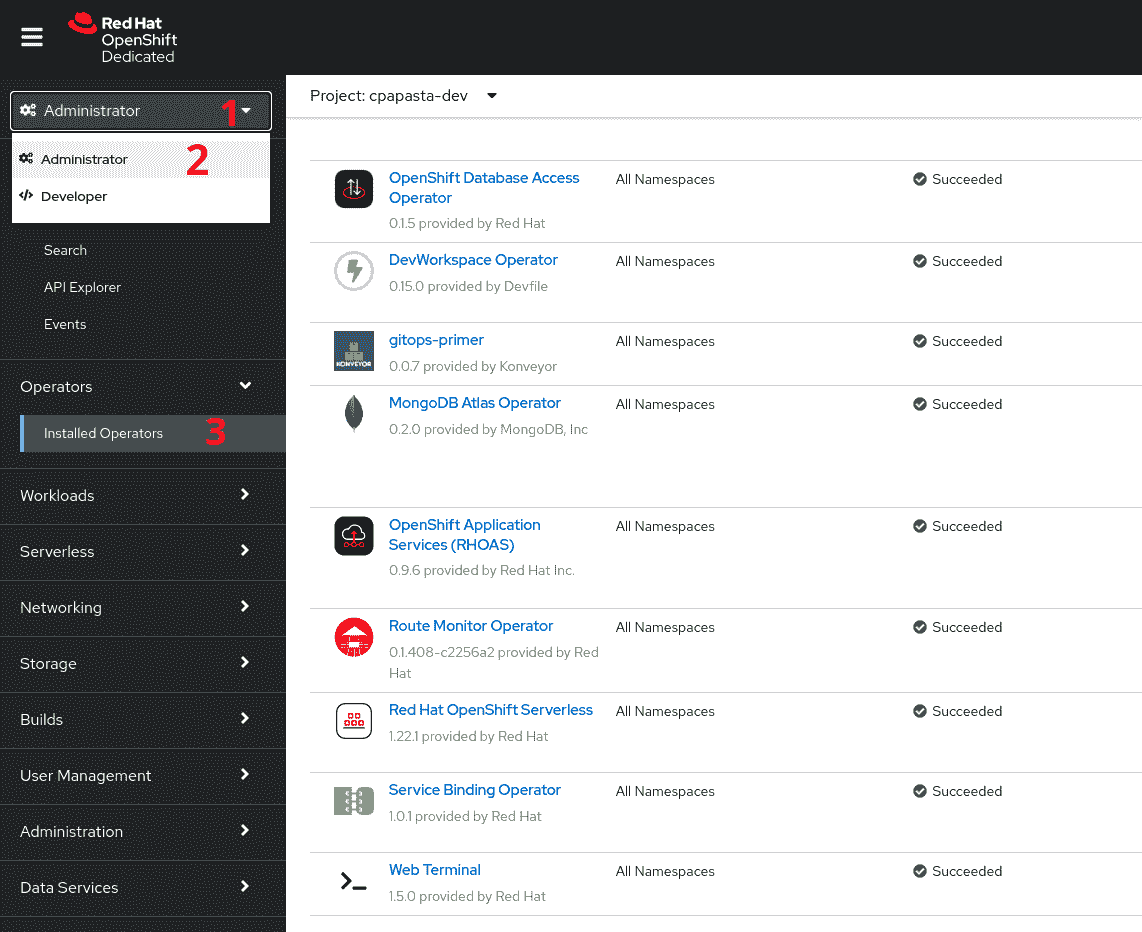 Red Hat
OpenShift
Dedicated
Administrator 1
Administrator 2
Developer
Search
API Explorer
Events
Operators
Installed Operators 3
Workloads
Serverless
Networking
Storage
Builds
User Management
Administration
Data Services
Project: cpapasta-dev
OpenShift Database Access All Namespaces Succeeded
Operator
0.1.5 provided by Red Hat
DevWorkspace Operator All Namespaces Succeeded
0.15.0 provided by Devfile
gitops-primer All Namespaces Succeeded
KONVEYOR
0.0.7 provided by Konveyor
MongoDB Atlas Operator All Namespaces Succeeded
0.2.0 provided by MongoDB, Inc
OpenShift Application All Namespaces Succeeded
Services (RHOAS)
0.9.6 provided by Red Hat Inc.
Route Monitor Operator All Namespaces Succeeded
0.1.408-c2256a2 provided by Red
Hat
Red Hat OpenShift Serverless All Namespaces Succeeded
1.22.1 provided by Red Hat
Service Binding Operator All Namespaces Succeeded
1.0.1 provided by Red Hat
Web Terminal All Namespaces Succeeded
1.5.0 provided by Red Hat